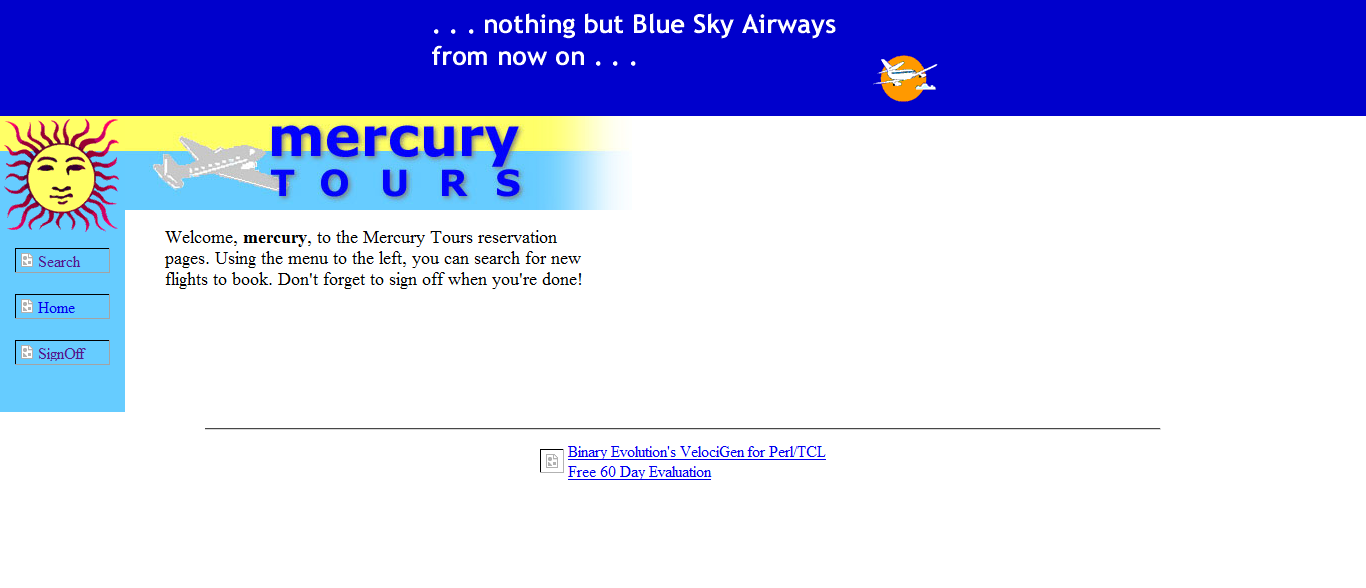 . . . nothing but Blue Sky Airways
from now on . . .
mercury
TOURS
Welcome, mercury, to the Mercury Tours reservation
pages. Using the menu to the left, you can search for new
flights to book. Don't forget to sign off when you're done!
Search
Home
SignOff
Binary Evolution's VelociGen for Perl/TCL
Free 60 Day Evaluation